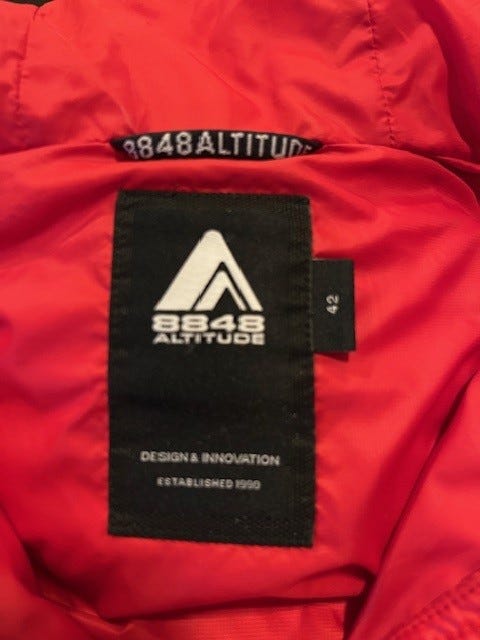 8848ALTITUDE
8848
ALTITUDE
42
DESIGN & INNOVATION
ESTABLISHED 1999